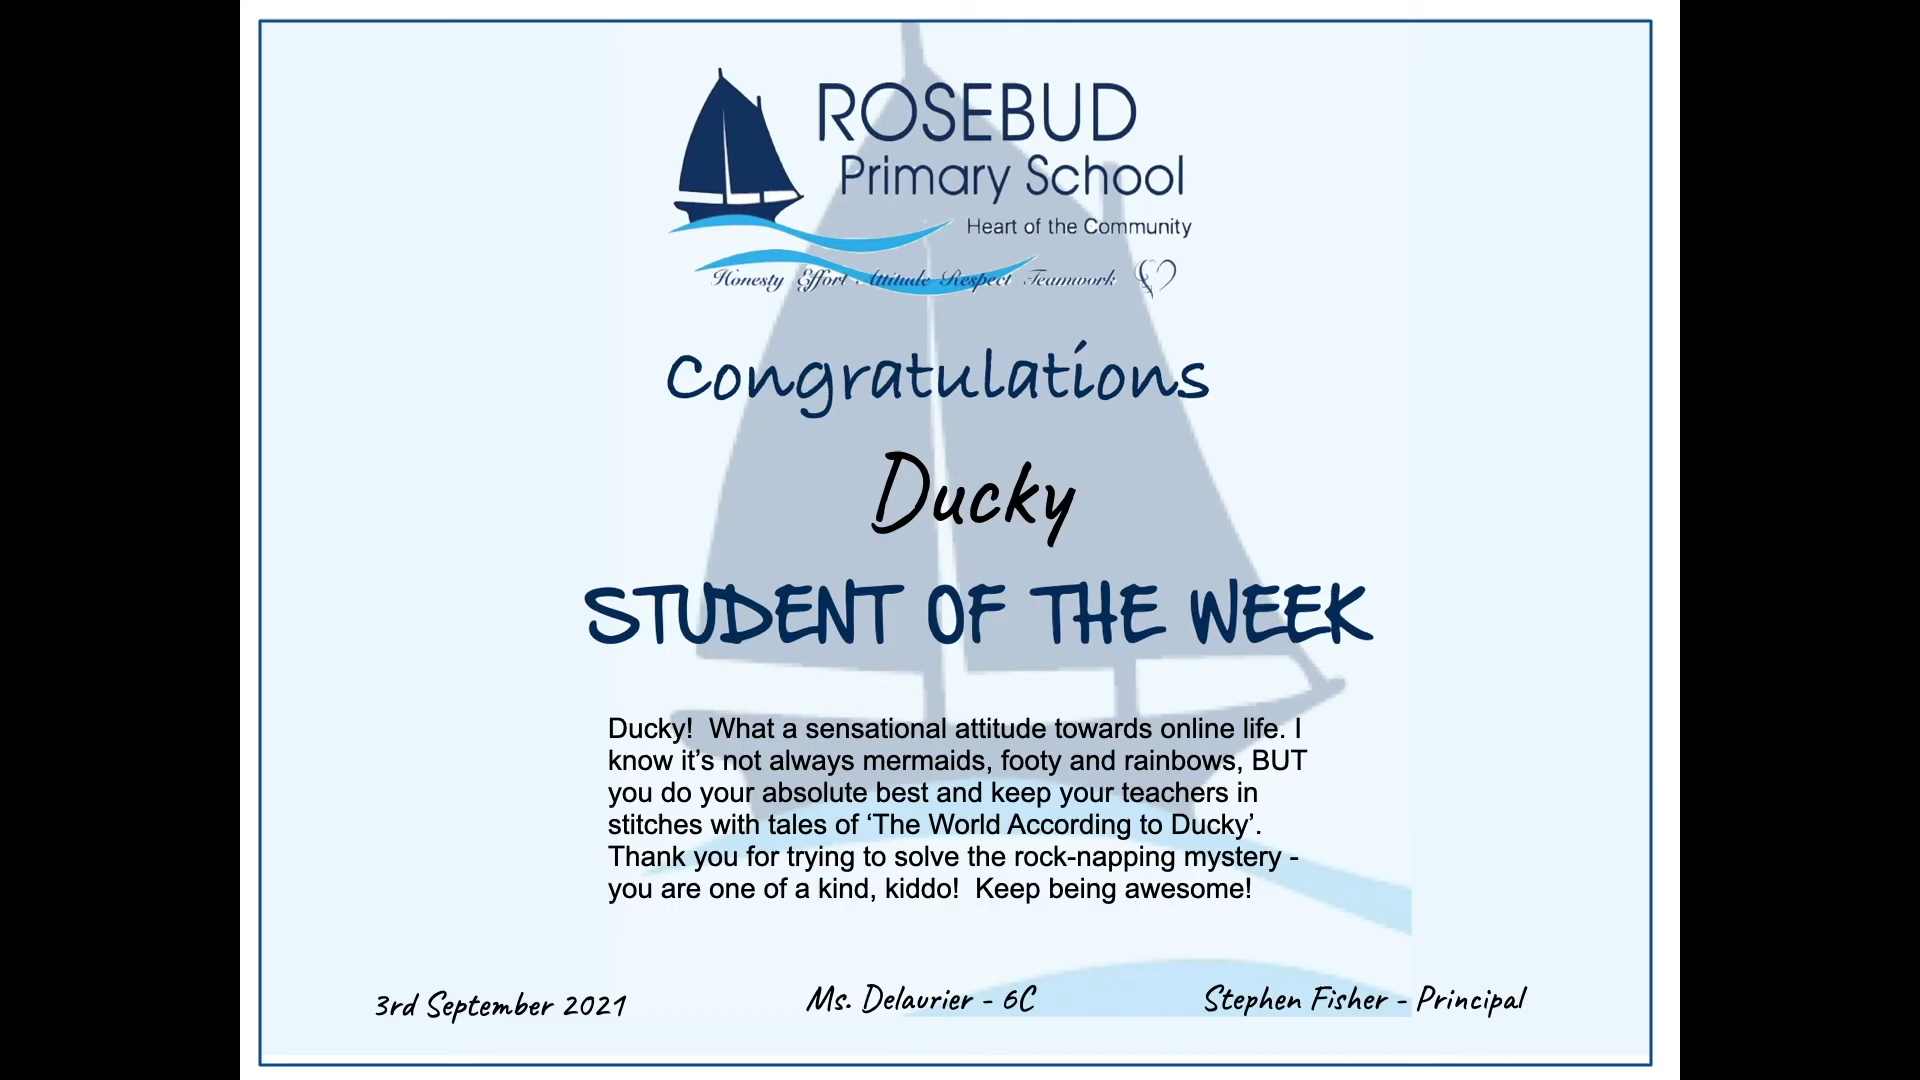 ROSEBUD
Primary School
Heart of the Community
Honesty Effort Attitude Respect Teamwork
Congratulations
Ducky
STUDENT OF THE WEEK
Ducky!  What a sensational attitude towards online life. I
know it’s not always mermaids, footy and rainbows, BUT
you do your absolute best and keep your teachers in
stitches with tales of ‘The World According to Ducky’.
Thank you for trying to solve the rock-napping mystery -
you are one of a kind, kiddo!  Keep being awesome!
3rd September 2021
Ms. Delaurier - 6C
Stephen Fisher - Principal